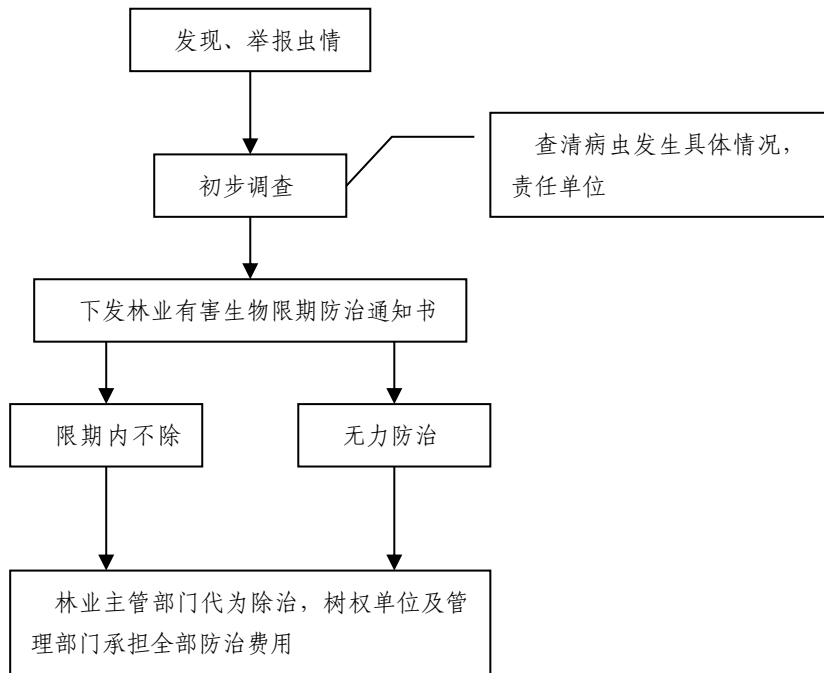 发现、举报虫情
查清病虫发生具体情况，
责任单位
初步调查
下发林业有害生物限期防治通知书
限期内不除
无力防治
林业主管部门代为除治，树权单位及管
理部门承担全部防治费用